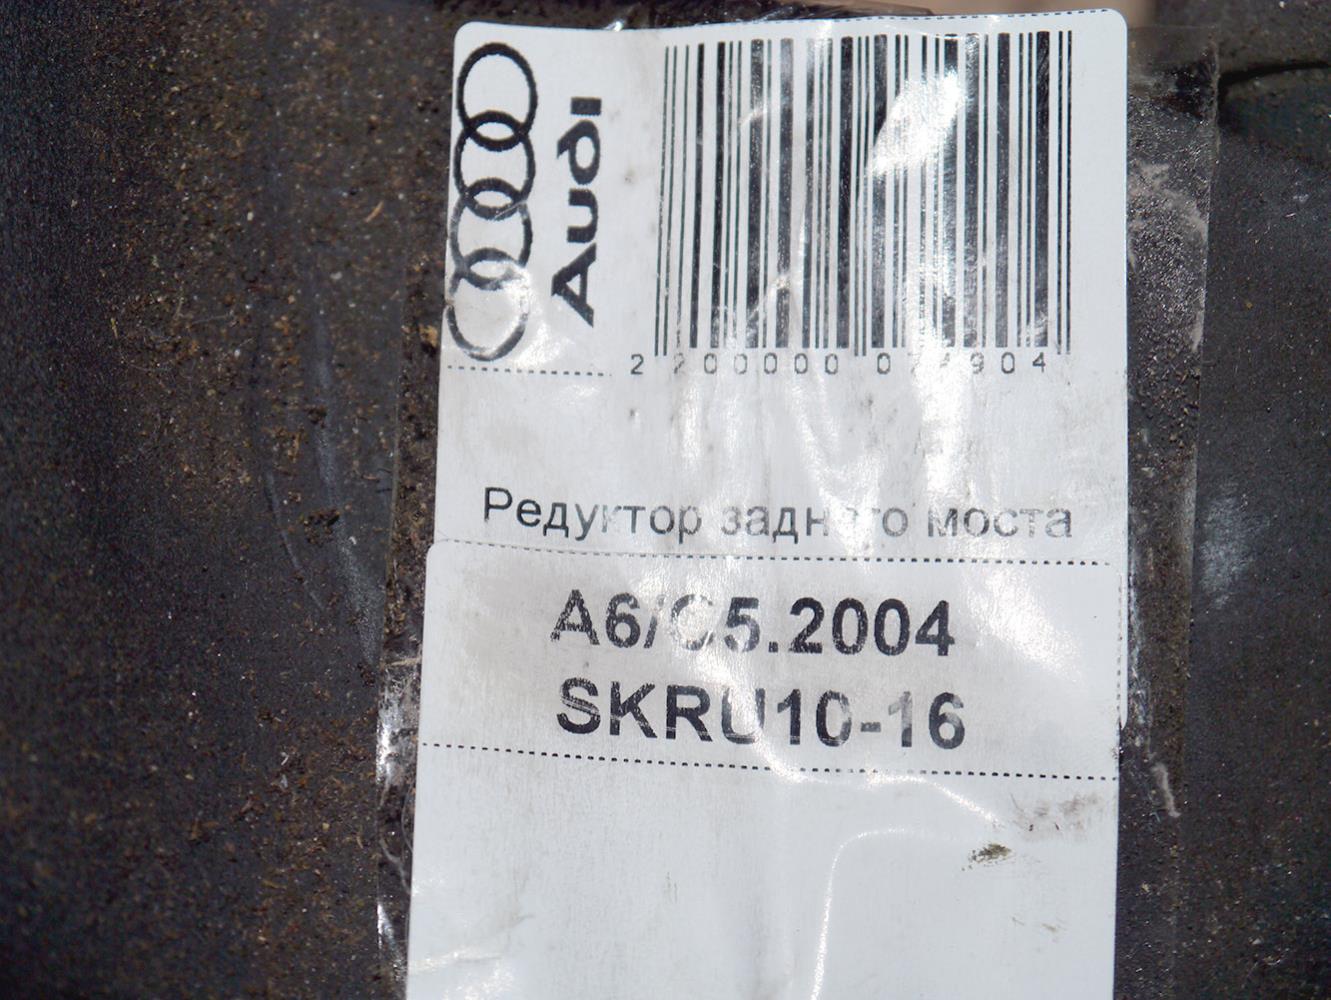 Audi
Редуктор заднего моста
A6/C5.2004
SKRU10-16